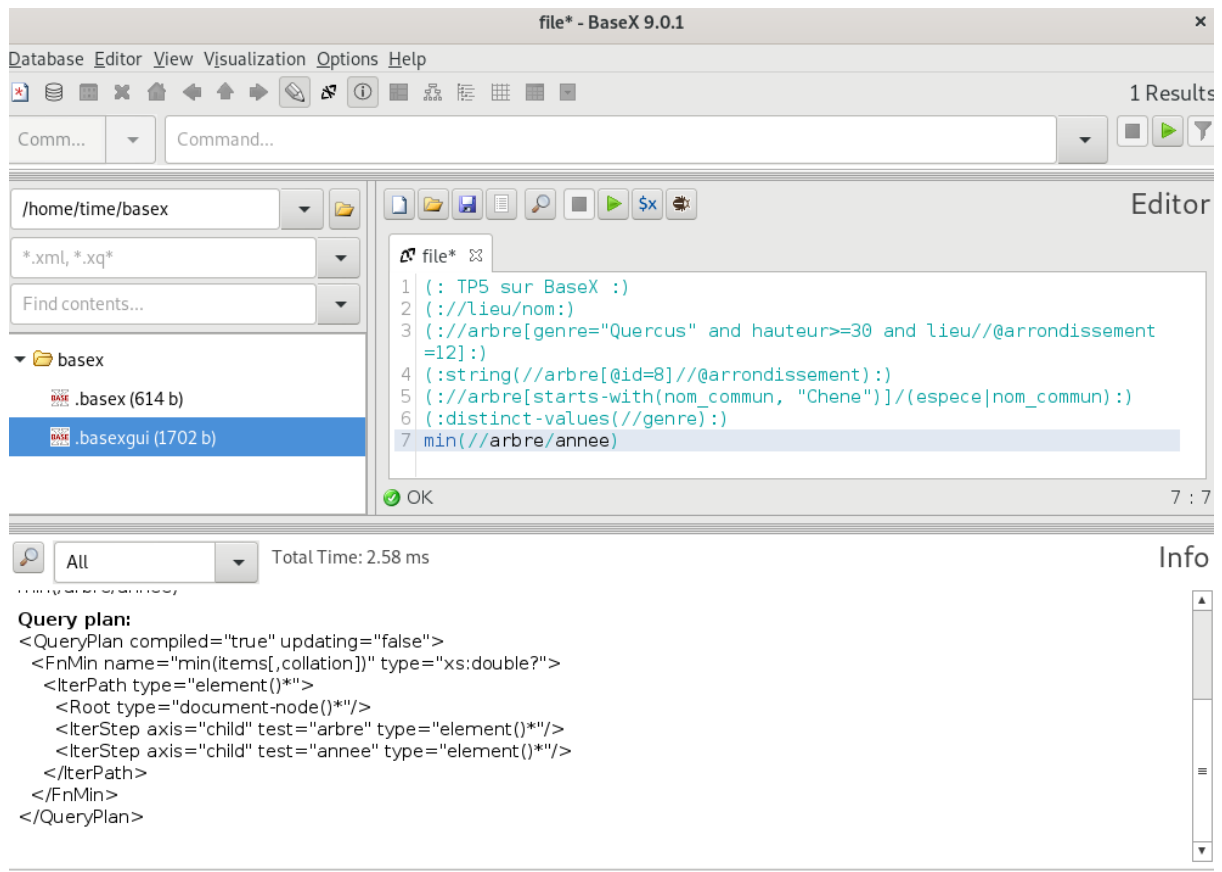 file* - BaseX 9.0.1 ×
Database Editor View Visualization Options Help
1 Results
Comm... Command...
/home/time/basex
Editor
*.xml, *.xq*
file*
Find contents...
1 (: TP5 sur BaseX :)
2 (://lieu/nom:)
3 (://arbre[genre="Quercus" and hauteur>=30 and lieu//@arrondissement
=12]:)
4 (:string(//arbre[@id=8]//@arrondissement):)
5 (://arbre[starts-with(nom_commun, "Chene")]/(espece|nom_commun):)
6 (:distinct-values(//genre):)
7 min(//arbre/annee)
basex
BASE .basex (614 b)
BASE .basexgui (1702 b)
OK
7 : 7
All
Total Time: 2.58 ms
Info
Query plan:
<QueryPlan compiled="true" updating="false">
<FnMin name="min(items[,collation])" type="xs:double?">
<IterPath type="element()*">
<Root type="document-node()*"/>
<IterStep axis="child" test="arbre" type="element()*"/>
<IterStep axis="child" test="annee" type="element()*"/>
</IterPath>
</FnMin>
</QueryPlan>